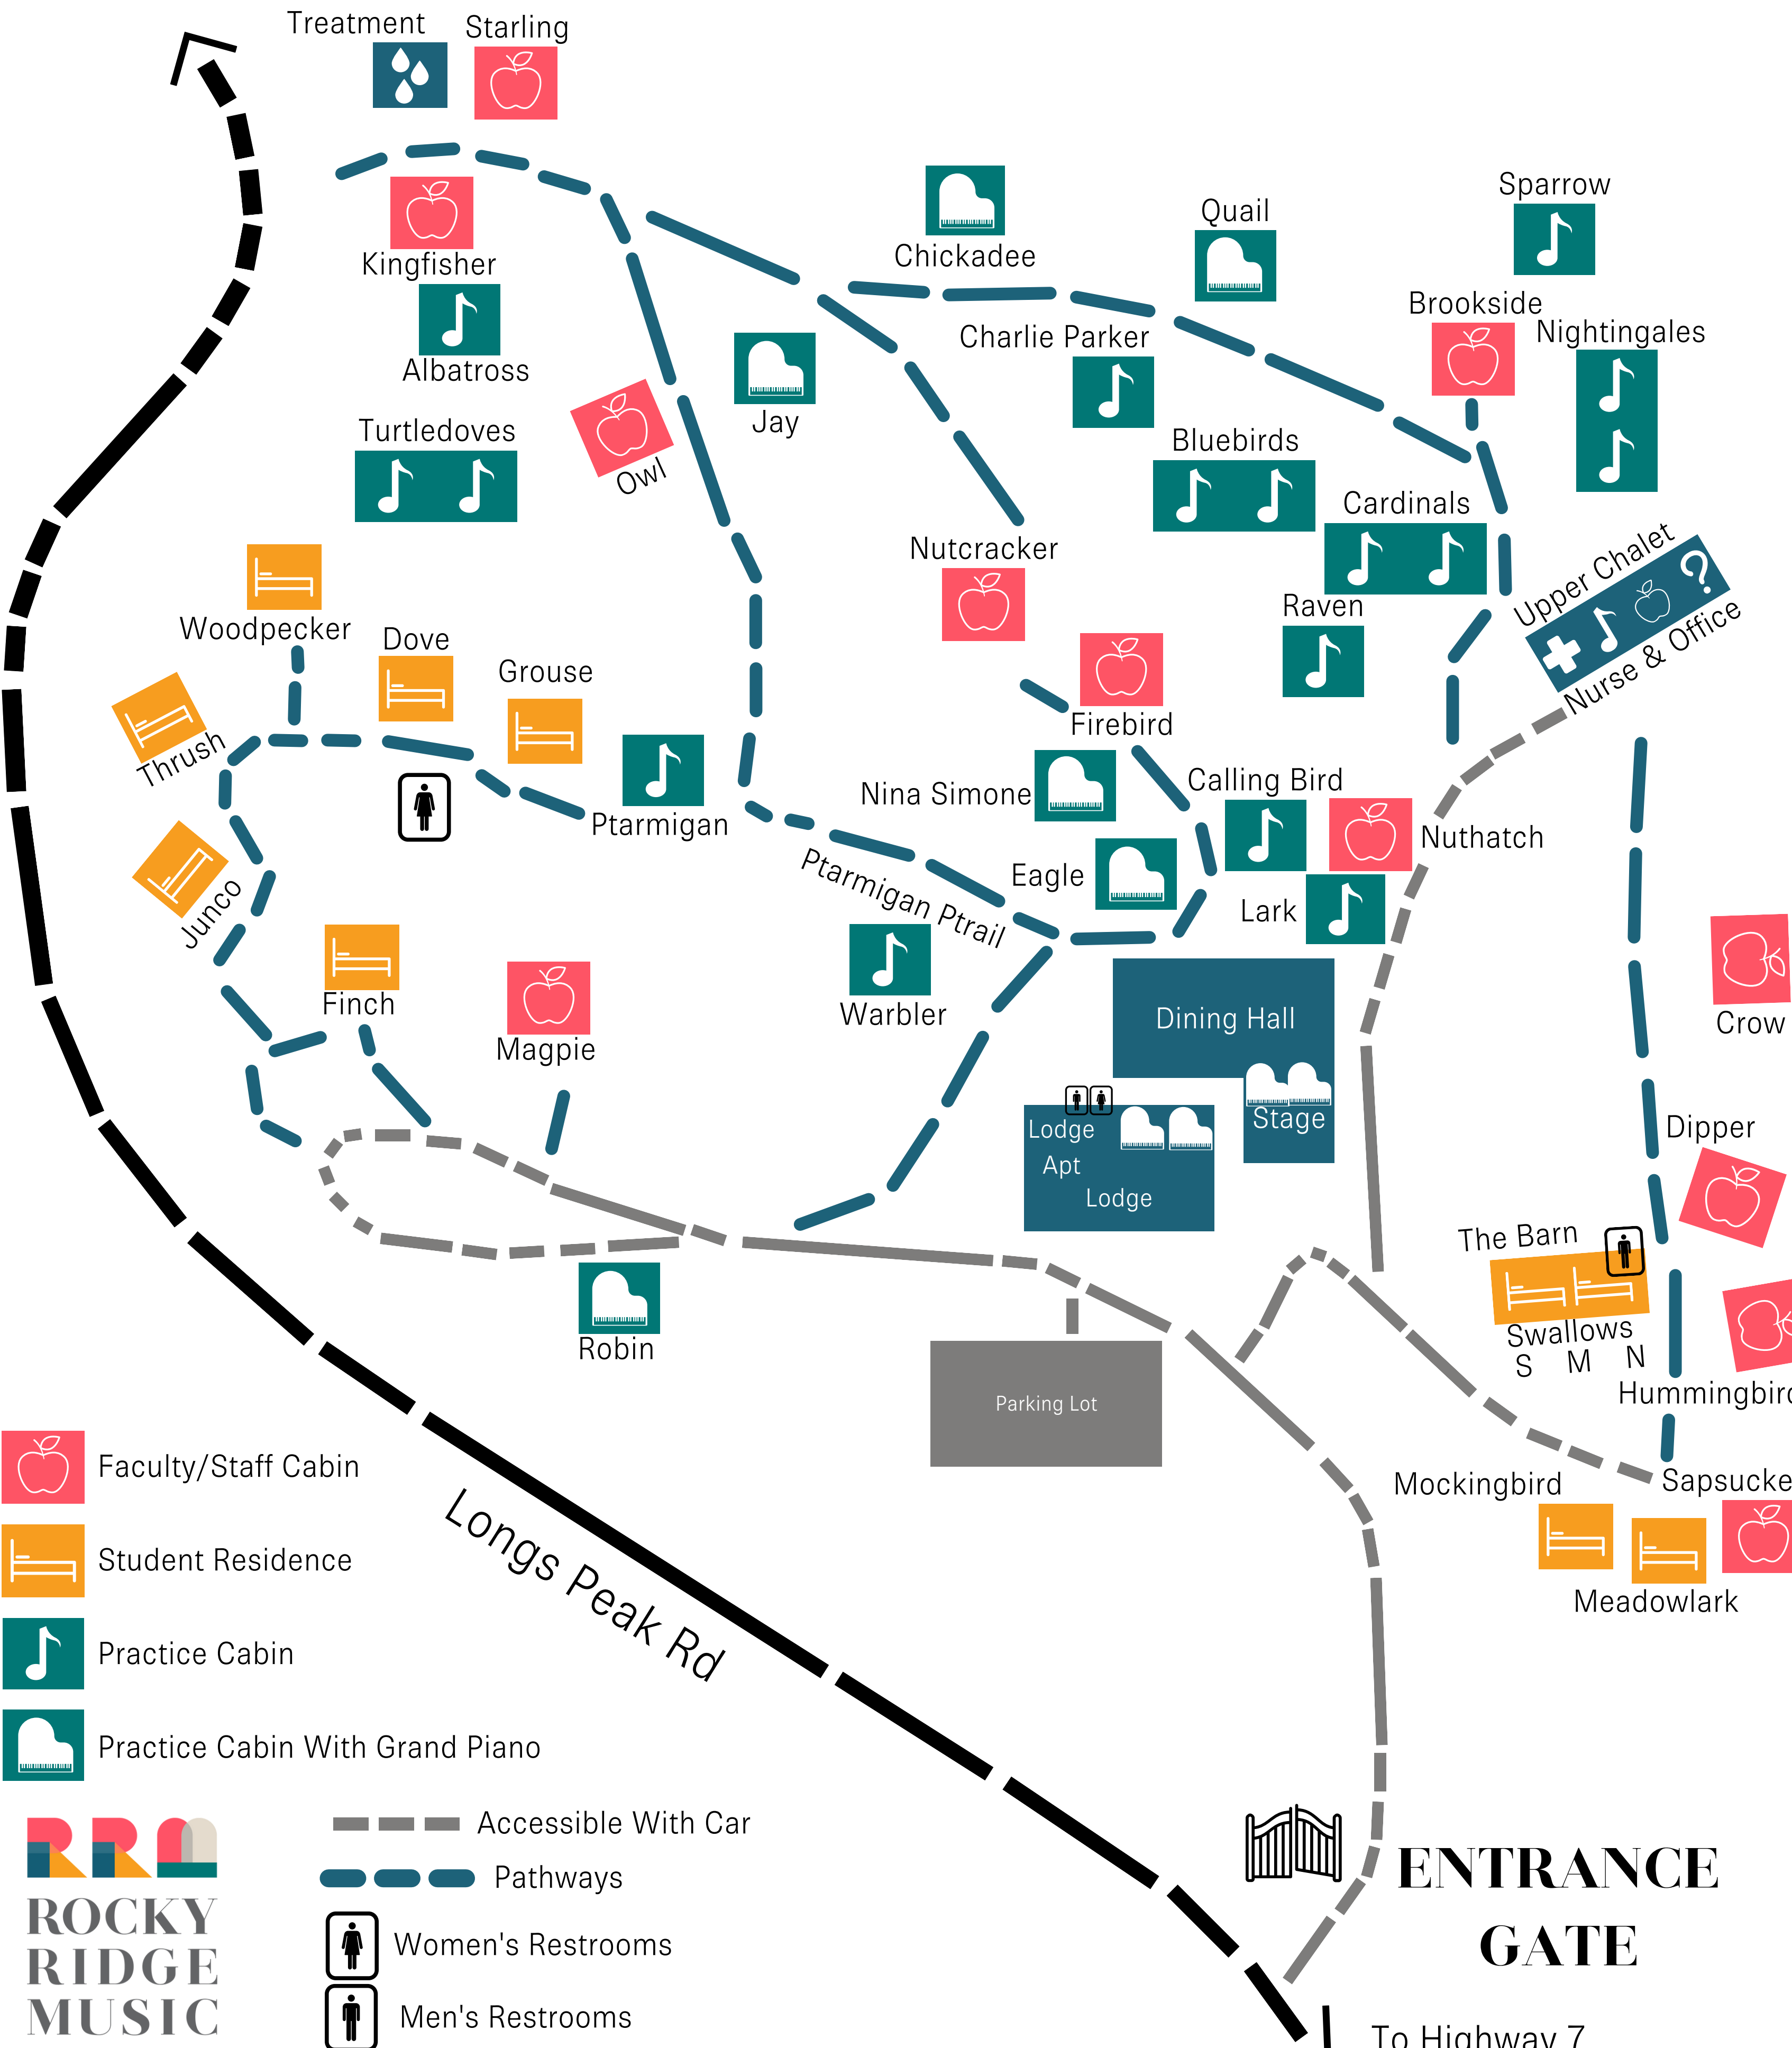 Treatment
Starling
Kingfisher
Albatross
Turtledoves
Owl
Jay
Chickadee
Charlie Parker
Quail
Sparrow
Brookside
Nightingales
Bluebirds
Cardinals
Raven
Upper Chalet
?
Nurse & Office
Nutcracker
Firebird
Woodpecker
Dove
Grouse
Thrush
Ptarmigan
Junco
Finch
Magpie
Nina Simone
Calling Bird
Nuthatch
Eagle
Lark
Ptarmigan Ptrail
Warbler
Dining Hall
Stage
Lodge
Apt
Lodge
Crow
Dipper
The Barn
Swallows
S M N
Hummingbird
Robin
Parking Lot
Mockingbird
Sapsucke
Meadowlark
Longs Peak Rd
Faculty/Staff Cabin
Student Residence
Practice Cabin
Practice Cabin With Grand Piano
Accessible With Car
Pathways
Women's Restrooms
Men's Restrooms
RRM
ROCKY
RIDGE
MUSIC
ENTRANCE
GATE
To Highway 7